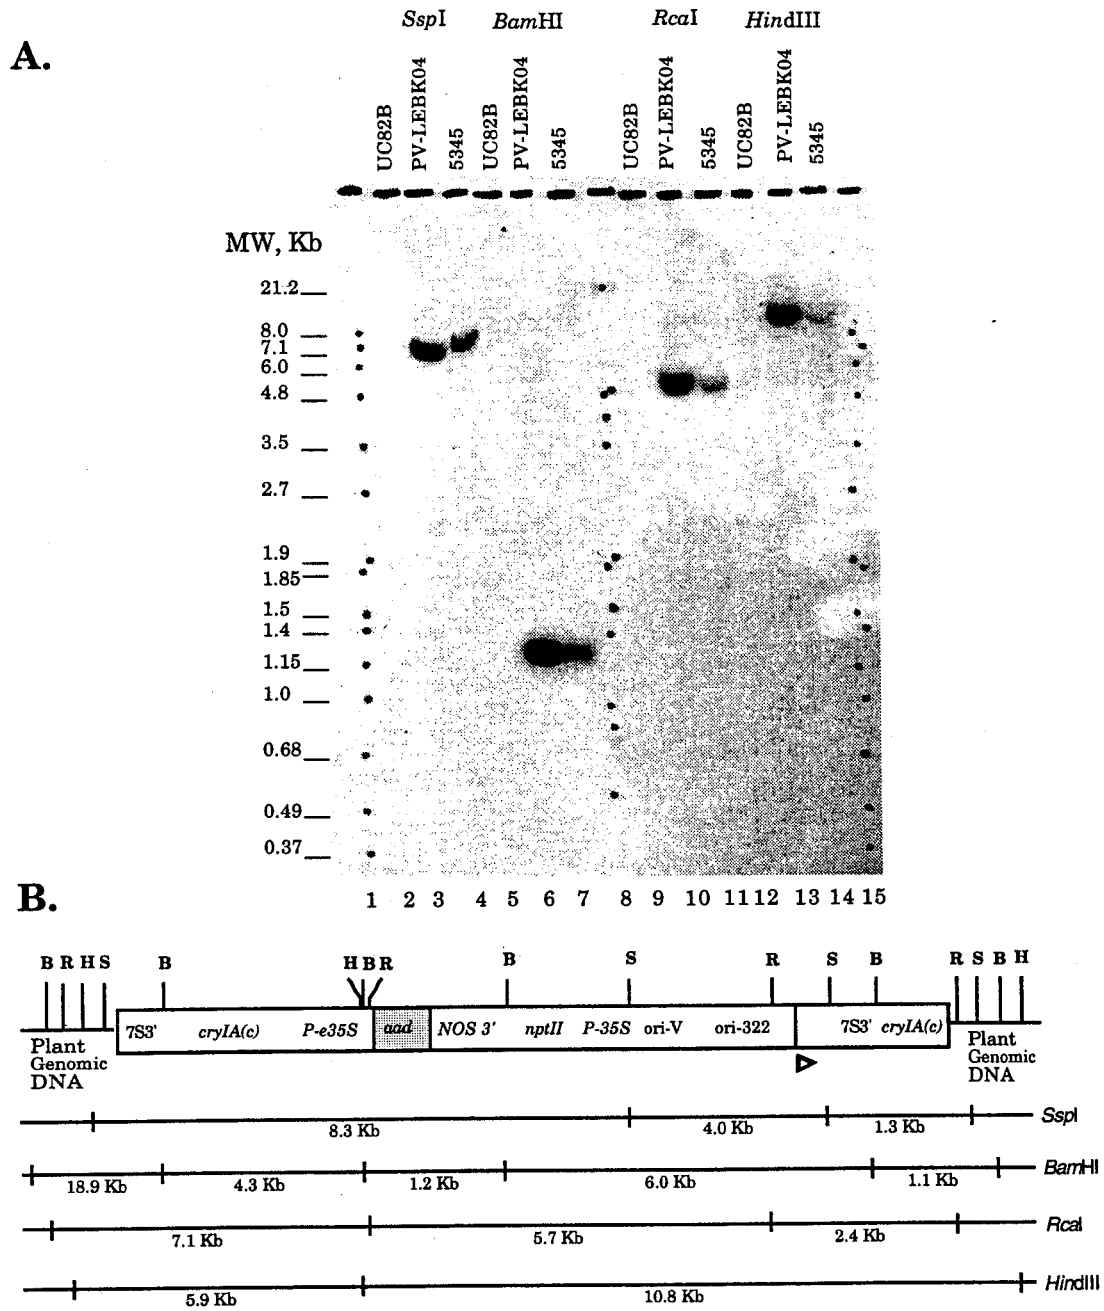 A.
SspI BamHI RcaI HindIII
UC82B PV-LEBK04 5345 UC82B PV-LEBK04 5345 UC82B PV-LEBK04 5345 UC82B PV-LEBK04 5345
MW, Kb
21.2
8.0
7.1
6.0
4.8
3.5
2.7
1.9
1.85
1.5
1.4
1.15
1.0
0.68
0.49
0.37
1 2 3 4 5 6 7 8 9 10 11 12 13 14 15
B.
B R H S B H B R B S R S B R S B H
7S3' cryIA(c) P-e35S aad NOS 3' nptII P-35S ori-V ori-322 7S3' cryIA(c)
Plant Genomic DNA
Plant Genomic DNA
SspI
8.3 Kb 4.0 Kb 1.3 Kb
BamHI
18.9 Kb 4.3 Kb 1.2 Kb 6.0 Kb 1.1 Kb
RcaI
7.1 Kb 5.7 Kb 2.4 Kb
HindIII
5.9 Kb 10.8 Kb